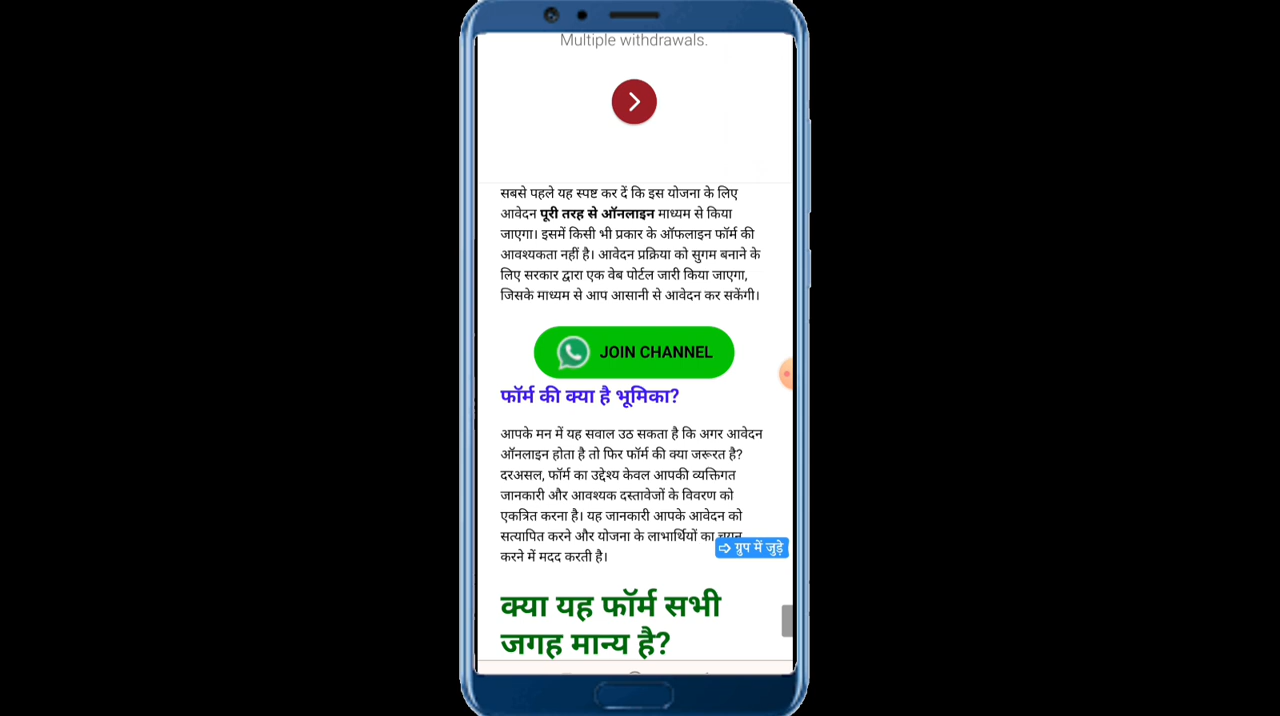 Multiple withdrawals.
सबसे पहले यह स्पष्ट कर दें कि इस योजना के लिए
आवेदन पूरी तरह से ऑनलाइन माध्यम से किया
जाएगा। इसमें किसी भी प्रकार के ऑफलाइन फॉर्म की
आवश्यकता नहीं है। आवेदन प्रक्रिया को सुगम बनाने के
लिए सरकार द्वारा एक वेब पोर्टल जारी किया जाएगा,
जिसके माध्यम से आप आसानी से आवेदन कर सकेंगी।
JOIN CHANNEL
फॉर्म की क्या है भूमिका?
आपके मन में यह सवाल उठ सकता है कि अगर आवेदन
ऑनलाइन होता है तो फिर फॉर्म की क्या जरूरत है?
दरअसल, फॉर्म का उद्देश्य केवल आपकी व्यक्तिगत
जानकारी और आवश्यक दस्तावेजों के विवरण को
एकत्रित करना है। यह जानकारी आपके आवेदन को
सत्यापित करने और योजना के लाभार्थियों का चयन
ग्रुप में जुड़े
करने में मदद करती है।
क्या यह फॉर्म सभी
जगह मान्य है?